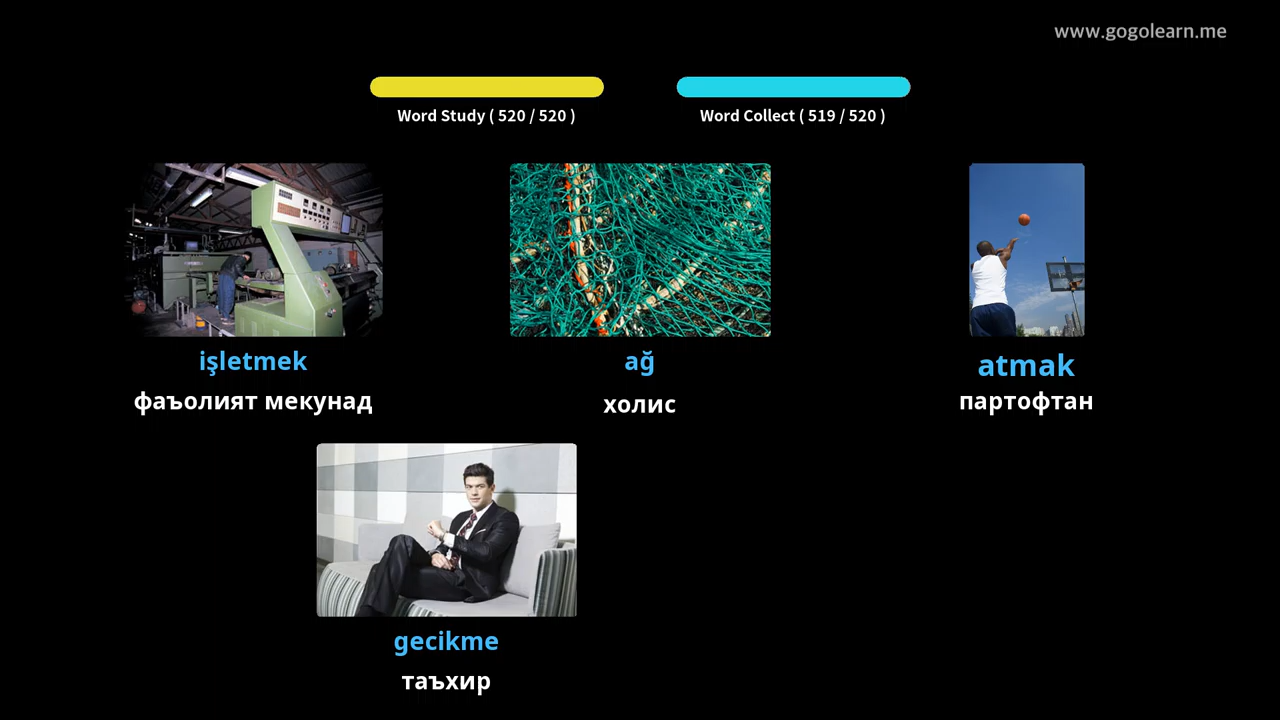 www.gogolearn.me
Word Study ( 520 / 520 )
Word Collect ( 519 / 520 )
işletmek
ağ
atmak
фаъолият мекунад
холис
партофтан
gecikme
таъхир